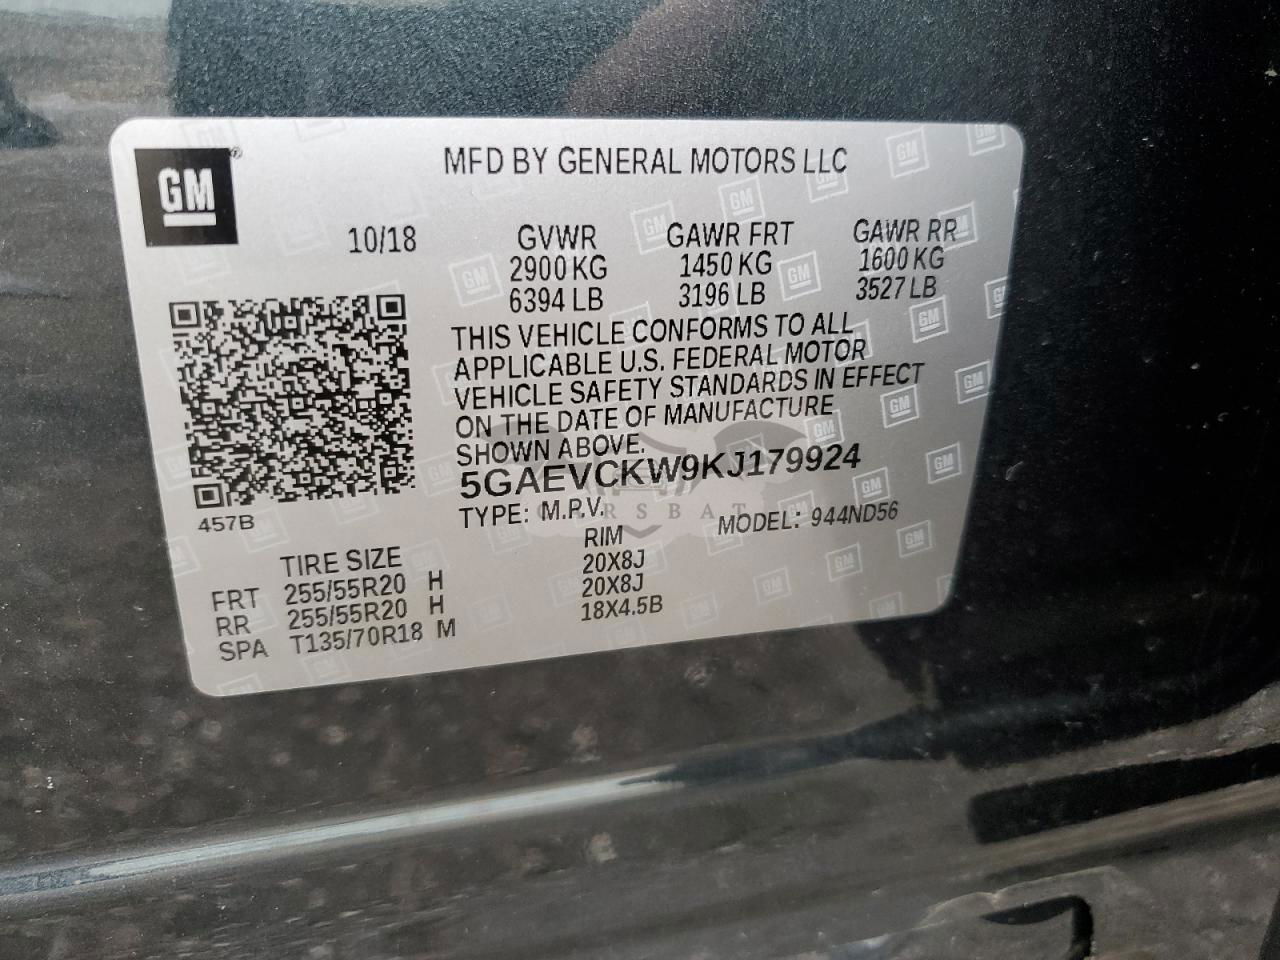 GM
MFD BY GENERAL MOTORS LLC
10/18
GVWR GAWR FRT GAWR RR
2900 KG 1450 KG 1600 KG
6394 LB 3196 LB 3527 LB
THIS VEHICLE CONFORMS TO ALL
APPLICABLE U.S. FEDERAL MOTOR
VEHICLE SAFETY STANDARDS IN EFFECT
ON THE DATE OF MANUFACTURE
SHOWN ABOVE.
5GAEVCKW9KJ179924
TYPE: M.P.V. MODEL: 944ND56
CARSBAT
457B
TIRE SIZE RIM
FRT 255/55R20 H 20X8J
RR 255/55R20 H 20X8J
SPA T135/70R18 M 18X4.5B